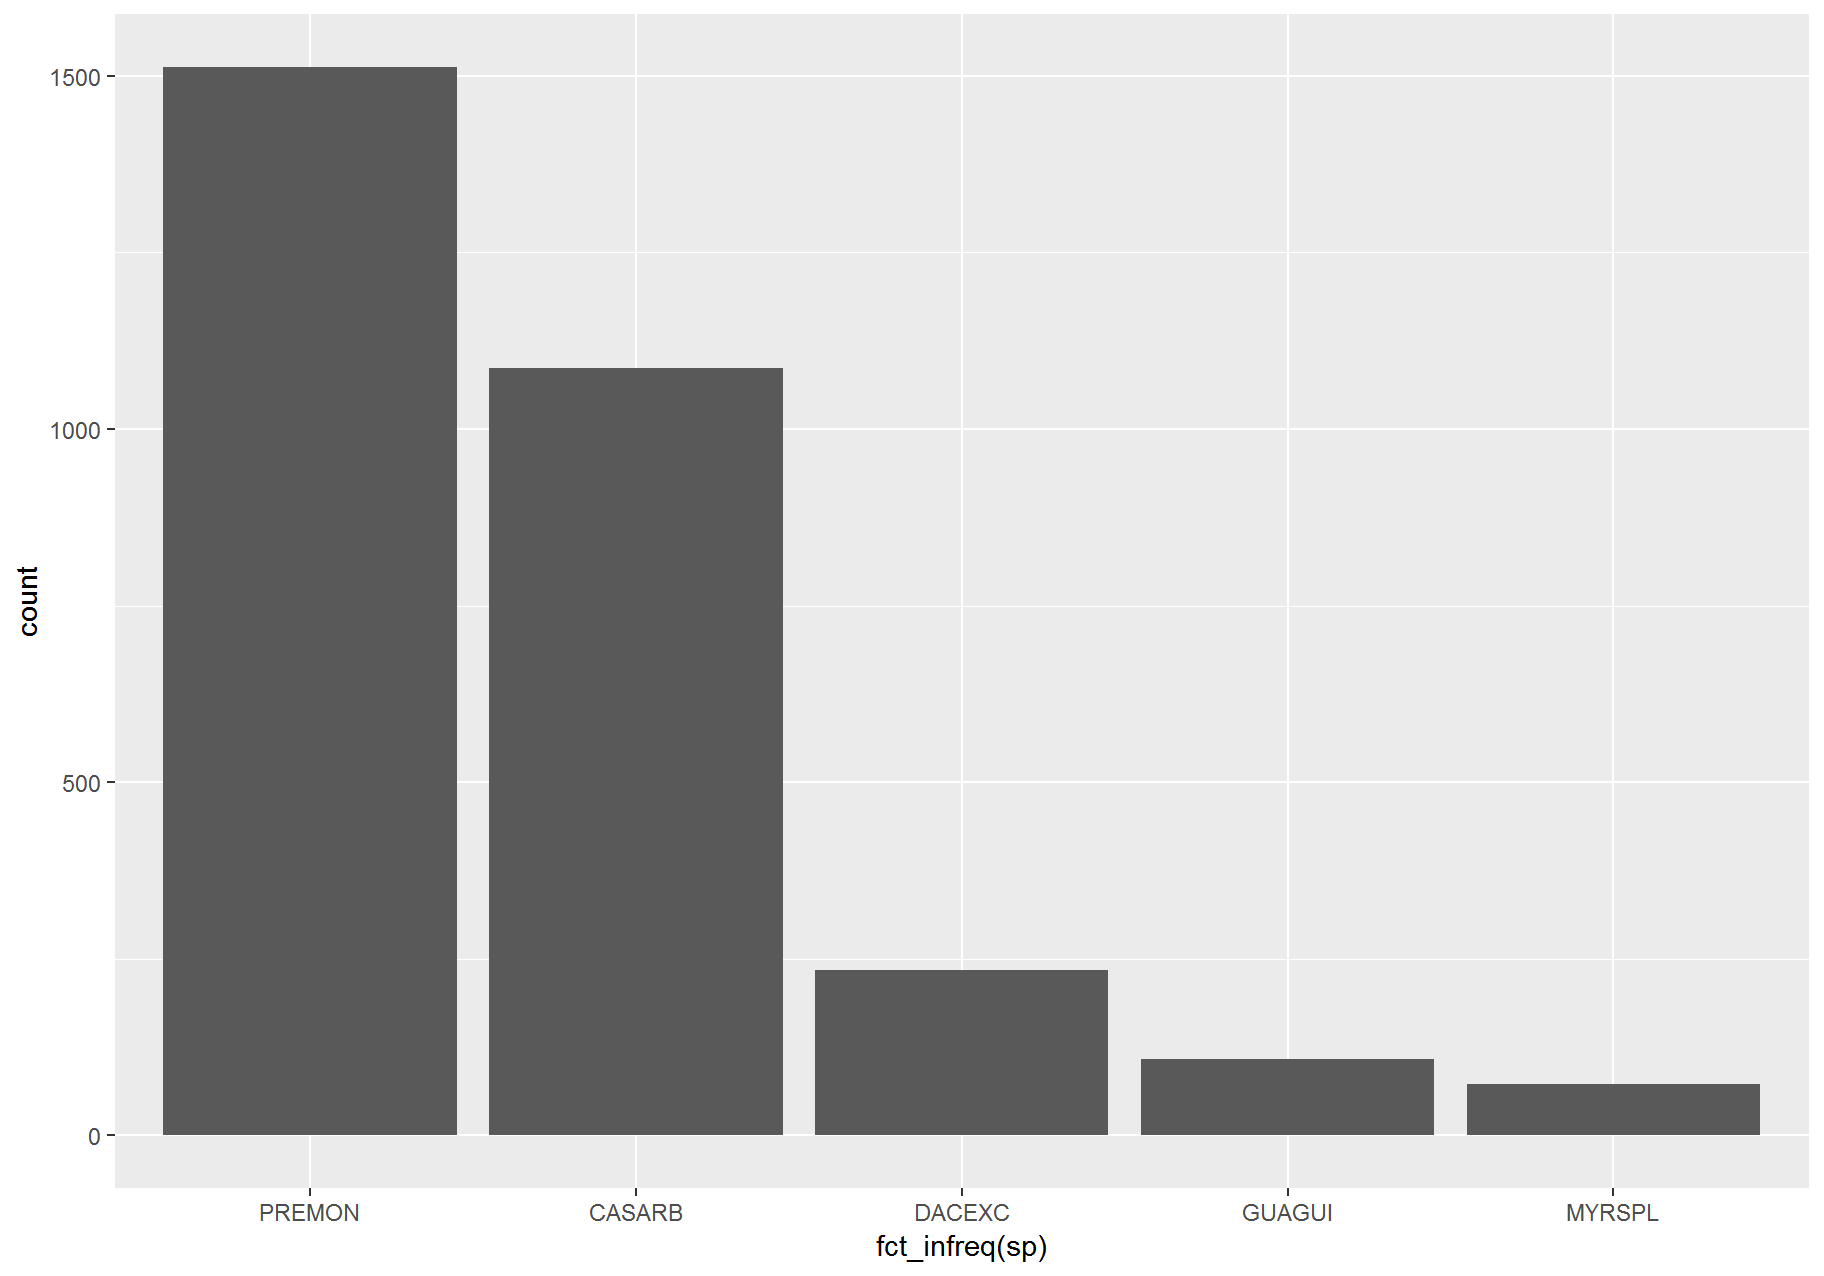 1500
1000
500
0
count
PREMON CASARB DACEXC GUAGUI MYRSPL
fct_infreq(sp)